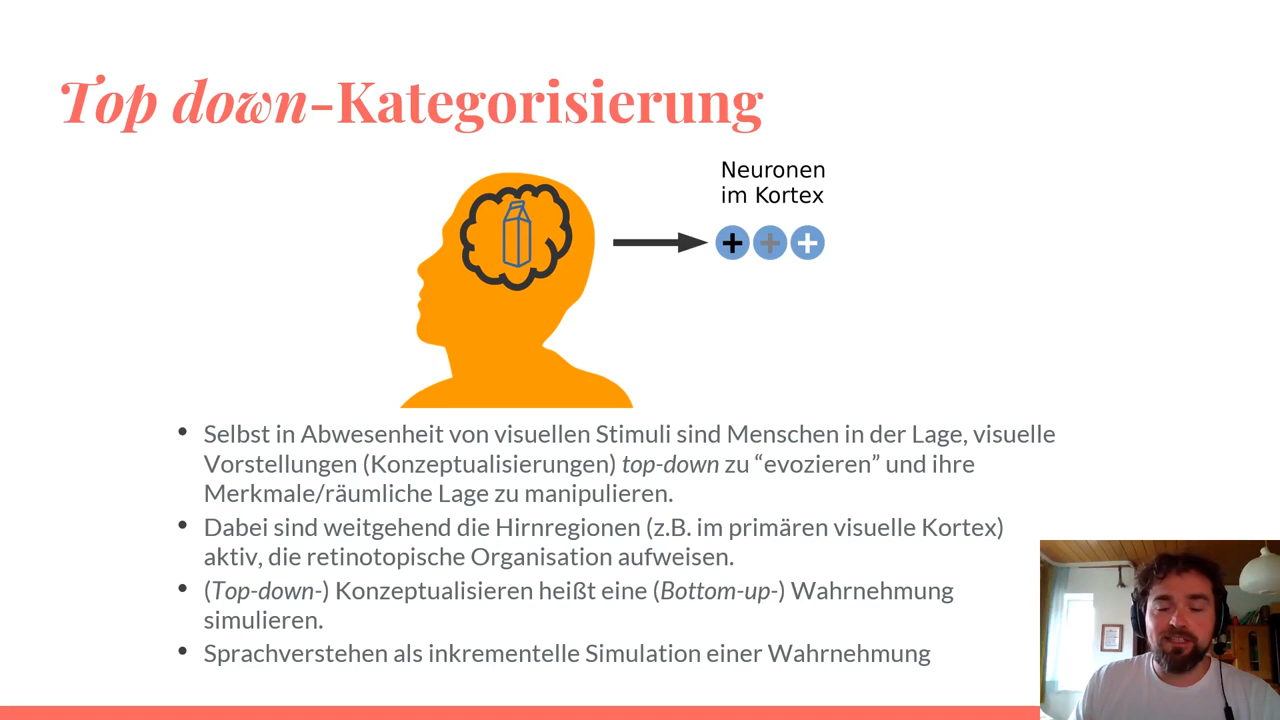 Top down-Kategorisierung
Neuronen
im Kortex
• Selbst in Abwesenheit von visuellen Stimuli sind Menschen in der Lage, visuelle
Vorstellungen (Konzeptualisierungen) top-down zu “evozieren” und ihre
Merkmale/räumliche Lage zu manipulieren.
• Dabei sind weitgehend die Hirnregionen (z.B. im primären visuelle Kortex)
aktiv, die retinotopische Organisation aufweisen.
• (Top-down-) Konzeptualisieren heißt eine (Bottom-up-) Wahrnehmung
simulieren.
• Sprachverstehen als inkrementelle Simulation einer Wahrnehmung